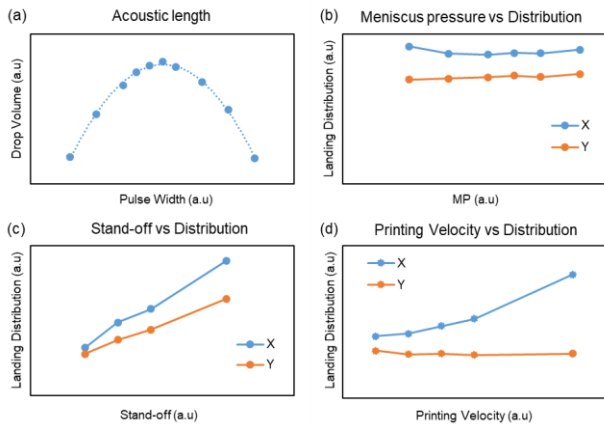 (a) Acoustic length
Drop Volume (a.u)
Pulse Width (a.u)
(b) Meniscus pressure vs Distribution
Landing Distribution (a.u)
X
Y
MP (a.u)
(c) Stand-off vs Distribution
Landing Distribution (a.u)
X
Y
Stand-off (a.u)
(d) Printing Velocity vs Distribution
Landing Distribution (a.u)
X
Y
Printing Velocity (a.u)